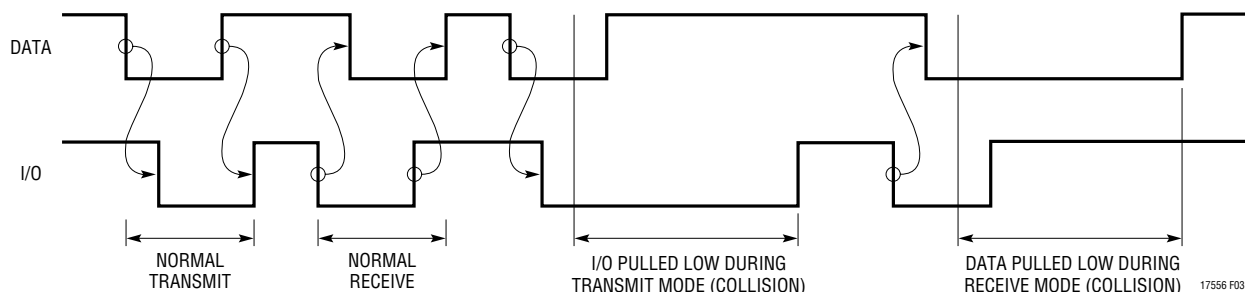 DATA
I/O
NORMAL
TRANSMIT
NORMAL
RECEIVE
I/O PULLED LOW DURING
TRANSMIT MODE (COLLISION)
DATA PULLED LOW DURING
RECEIVE MODE (COLLISION)
17556 F03